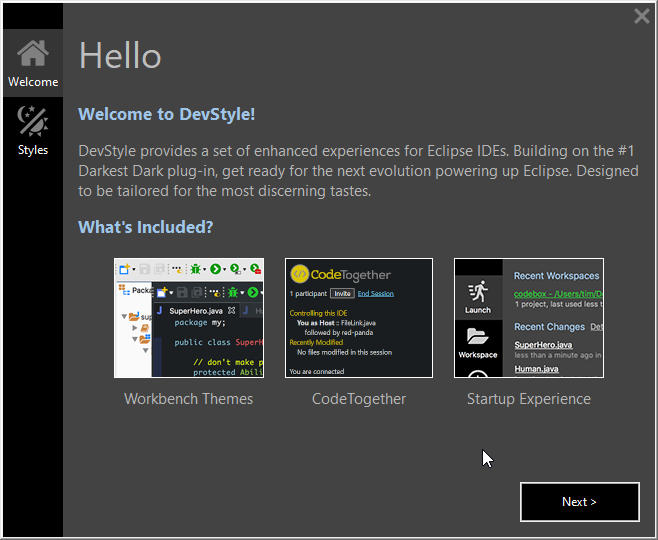 Hello
Welcome
Styles
Welcome to DevStyle!
DevStyle provides a set of enhanced experiences for Eclipse IDEs. Building on the #1
Darkest Dark plug-in, get ready for the next evolution powering up Eclipse. Designed
to be tailored for the most discerning tastes.
What's Included?
Packa
sup
SuperHero.java
Hu
package my;
public class SuperH
// don't make p
protected Abili
Workbench Themes
CodeTogether
1 participant Invite End Session
Controlling this IDE
You as Host :: FileLink.java
followed by red-panda
Recently Modified
No files modified in this session
You are connected
CodeTogether
Launch
Workspace
Recent Workspaces
codebox - /Users/tim/D
1 project, last used less t
Recent Changes Det
SuperHero.java
less than a minute ago in
Human.java
Startup Experience
Next >